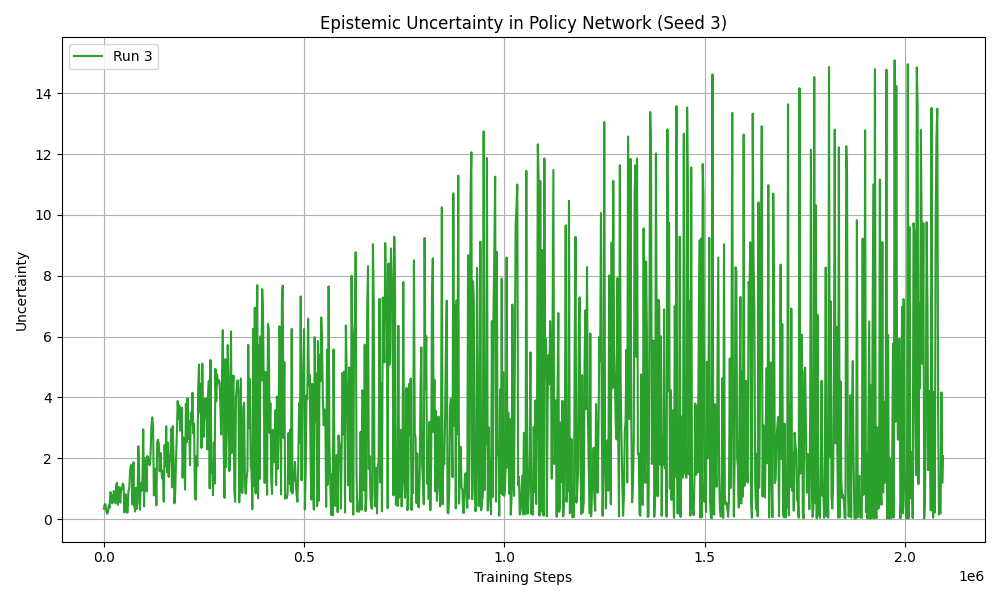 Epistemic Uncertainty in Policy Network (Seed 3)
Run 3
Uncertainty
14
12
10
8
6
4
2
0
0.0 0.5 1.0 1.5 2.0
1e6
Training Steps